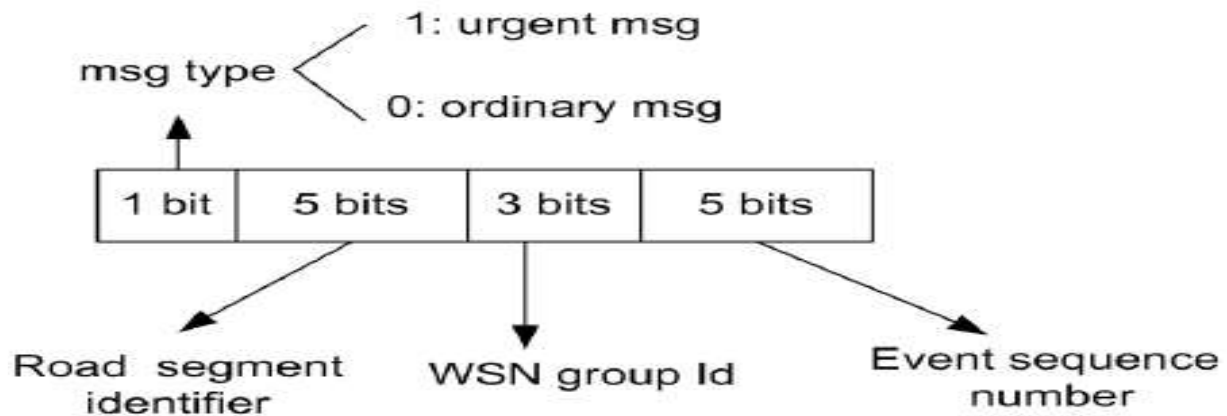 1: urgent msg
msg type
0: ordinary msg
1 bit 5 bits 3 bits 5 bits
Road segment
identifier
WSN group Id
Event sequence
number